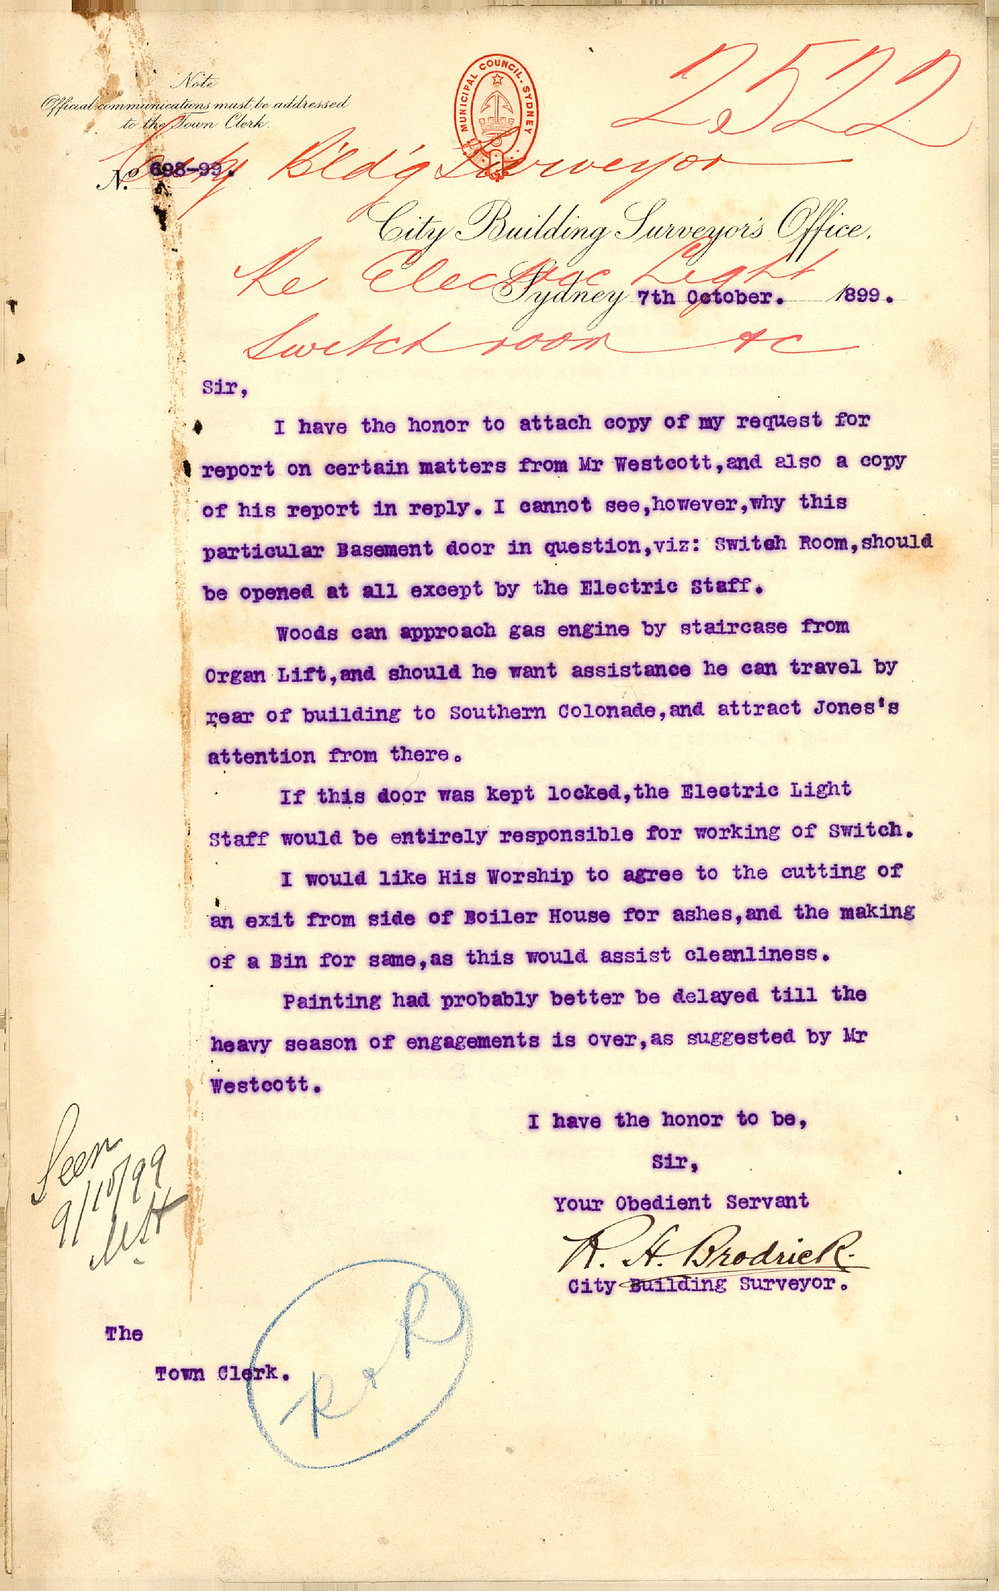 Note
Official communications must be addressed
to the Town Clerk.
MUNICIPAL COUNCIL. SYDNEY
2522
City Bldg Surveyor
No. 698-99.
City Building Surveyor's Office,
Re Electric Light
Sydney 7th October. 1899.
Switch room &c
Sir,
I have the honor to attach copy of my request for
report on certain matters from Mr Westcott,and also a copy
of his report in reply. I cannot see,however,why this
particular Basement door in question,viz: Switch Room,should
be opened at all except by the Electric Staff.
Woods can approach gas engine by staircase from
Organ Lift,and should he want assistance he can travel by
rear of building to Southern Colonade,and attract Jones's
attention from there.
If this door was kept locked,the Electric Light
Staff would be entirely responsible for working of Switch.
I would like His Worship to agree to the cutting of
an exit from side of Boiler House for ashes,and the making
of a Bin for same,as this would assist cleanliness.
Painting had probably better be delayed till the
heavy season of engagements is over,as suggested by Mr
Westcott.
I have the honor to be,
Sir,
Your Obedient Servant
R. H. Brodrick.
City Building Surveyor.
Seen
9/10/99
The
Town Clerk.
R & R